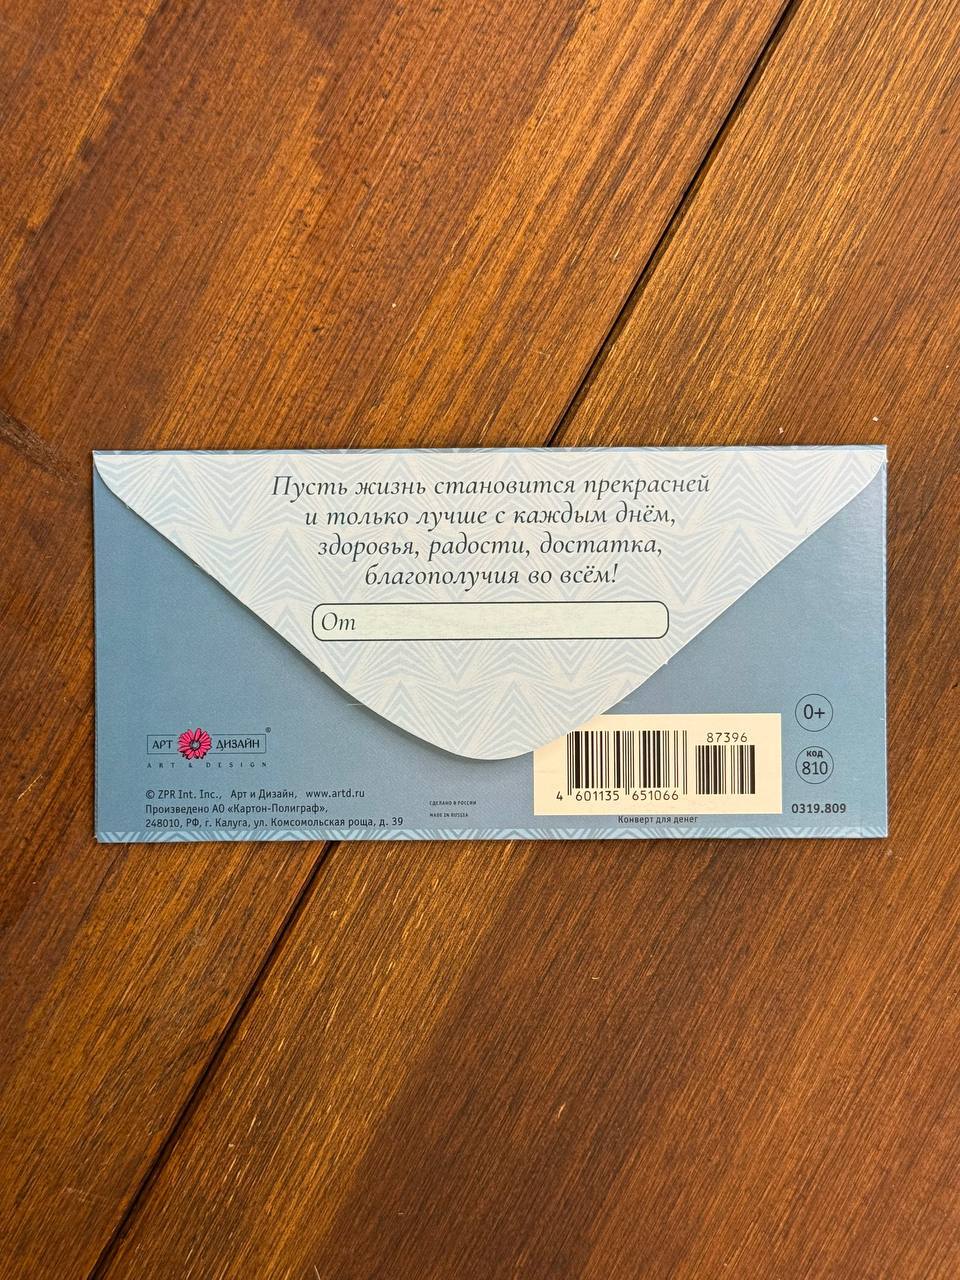 Пусть жизнь становится прекрасней
и только лучше с каждым днём,
здоровья, радости, достатка,
благополучия во всём!
От
АРТ ДИЗАЙН ®
ART & DESIGN
© ZPR Int. Inc., Арт и Дизайн, www.artd.ru
Произведено АО «Картон-Полиграф»,
248010, РФ, г. Калуга, ул. Комсомольская роща, д. 39
СДЕЛАНО В РОССИИ
MADE IN RUSSIA
87396
4 601135 651066
Конверт для денег
0+
код
810
0319.809